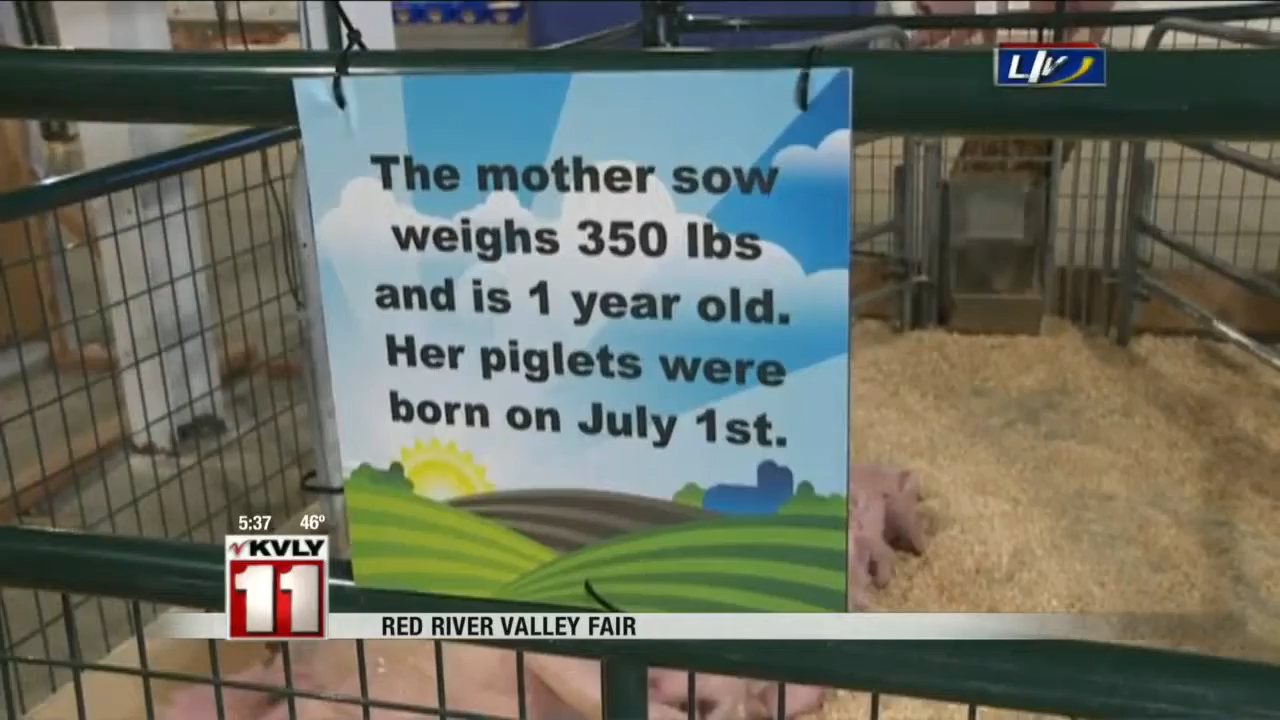 LIV
The mother sow
weighs 350 lbs
and is 1 year old.
Her piglets were
born on July 1st.
5:37 46°
KVLY
11
RED RIVER VALLEY FAIR